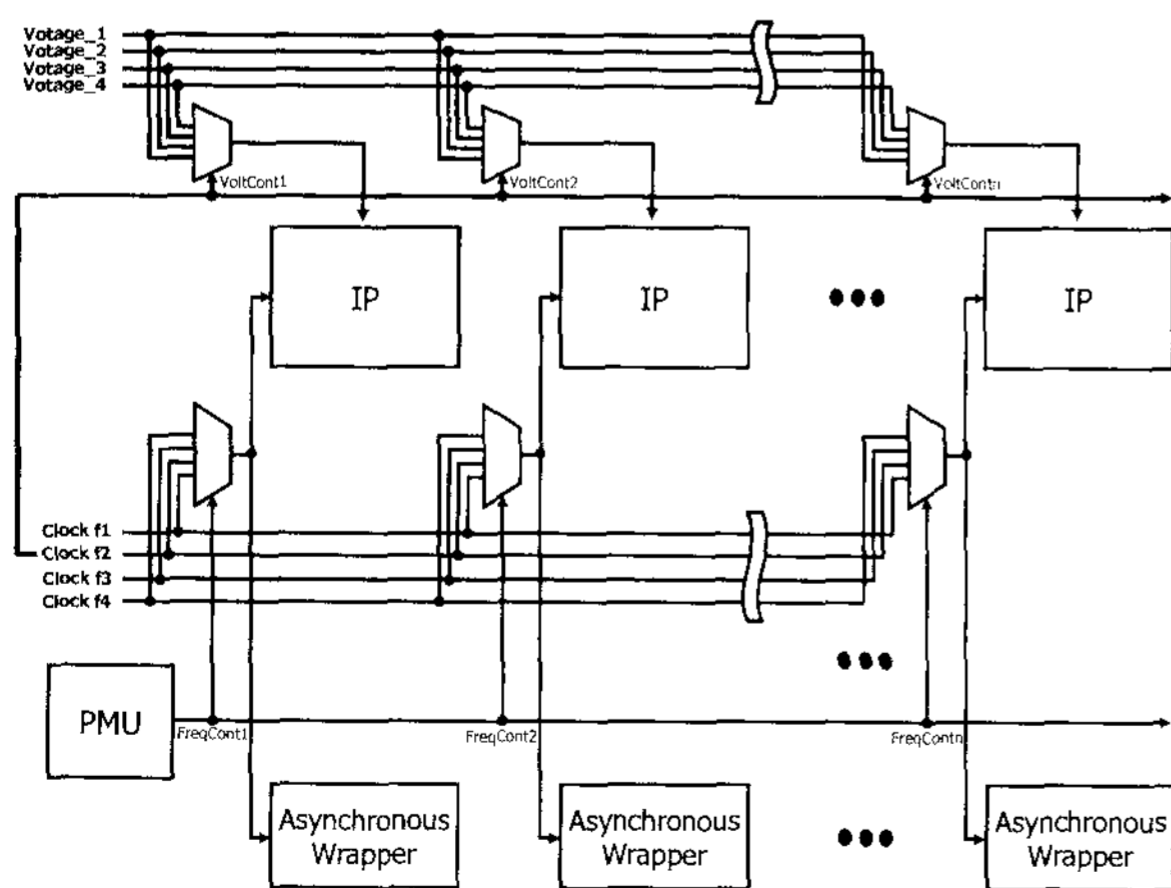 Votage_1
Votage_2
Votage_3
Votage_4
VoltCont1
VoltCont2
VoltContn
IP
IP
IP
Clock f1
Clock f2
Clock f3
Clock f4
PMU
FreqCont1
FreqCont2
FreqContn
Asynchronous
Wrapper
Asynchronous
Wrapper
Asynchronous
Wrapper